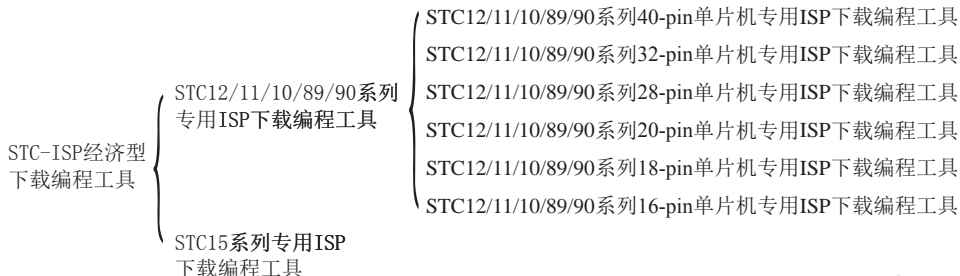 STC12/11/10/89/90系列40-pin单片机专用ISP下载编程工具
STC12/11/10/89/90系列32-pin单片机专用ISP下载编程工具
STC12/11/10/89/90系列
专用ISP下载编程工具
STC12/11/10/89/90系列28-pin单片机专用ISP下载编程工具
STC12/11/10/89/90系列20-pin单片机专用ISP下载编程工具
STC-ISP经济型
下载编程工具
STC12/11/10/89/90系列18-pin单片机专用ISP下载编程工具
STC12/11/10/89/90系列16-pin单片机专用ISP下载编程工具
STC15系列专用ISP
下载编程工具